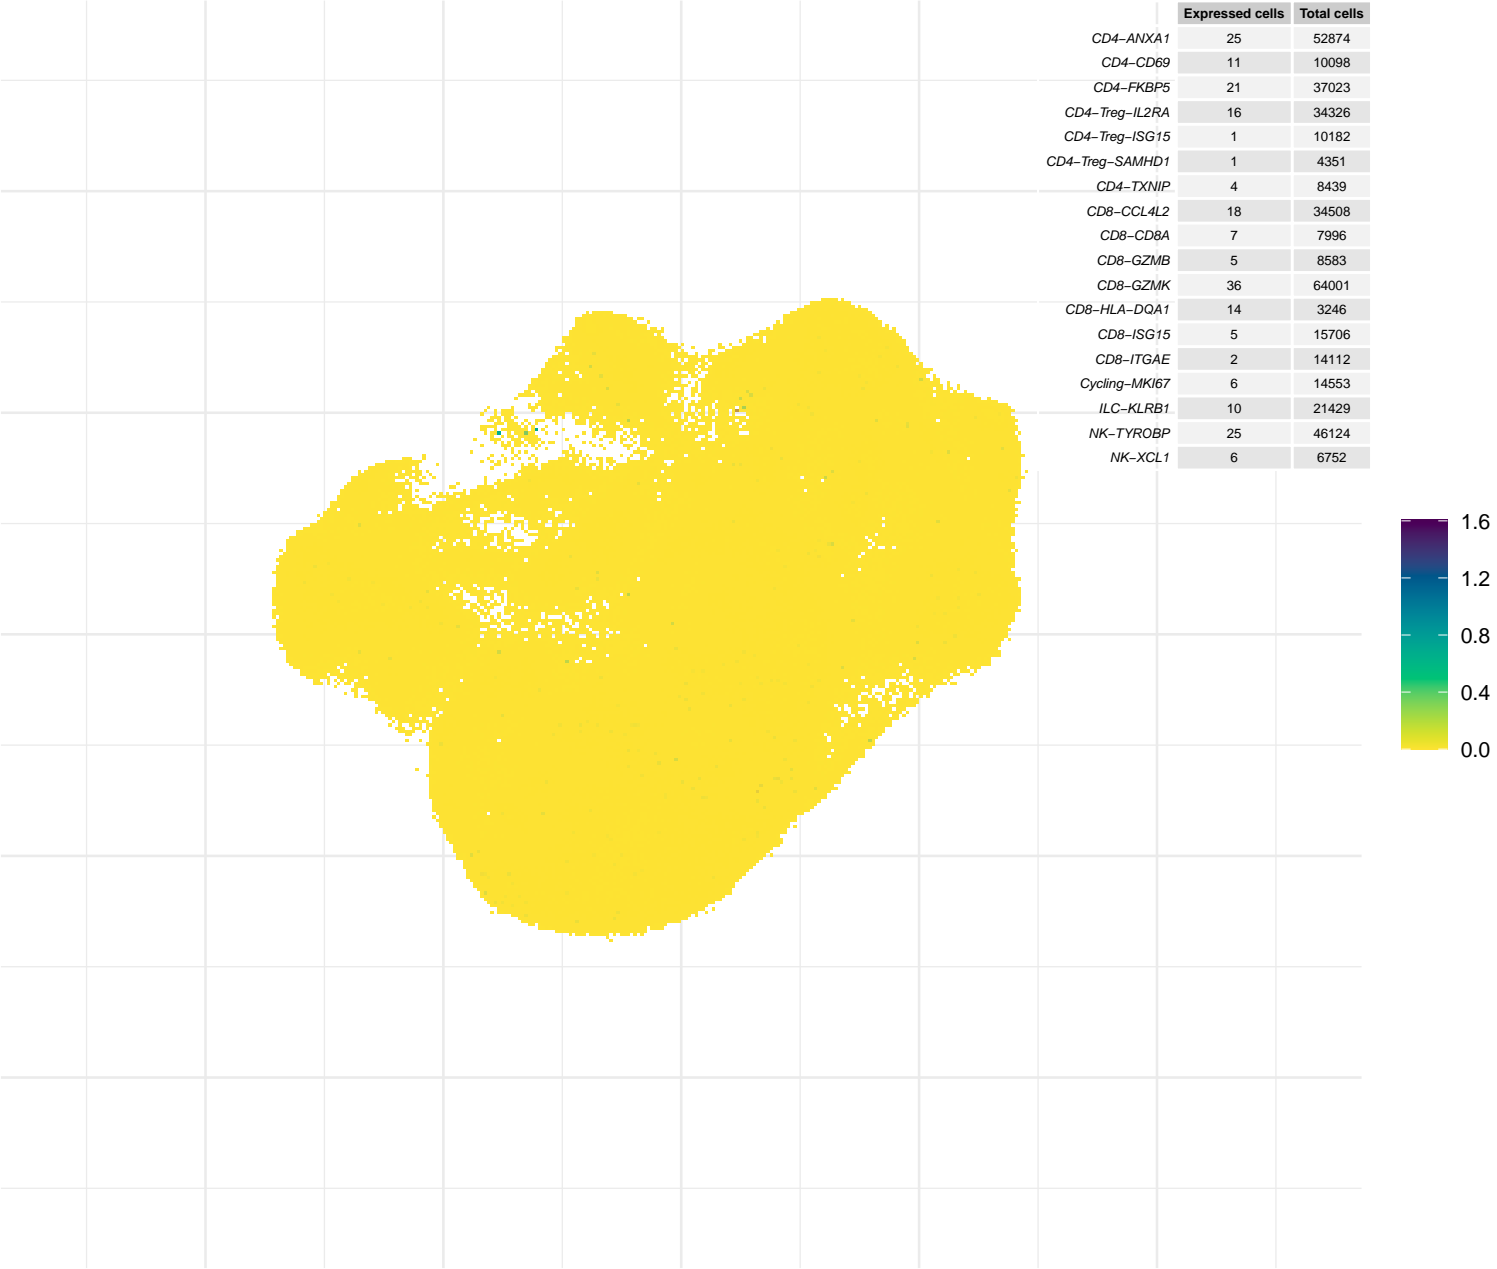 Expressed cells Total cells
CD4−ANXA1 25 52874
CD4−CD69 11 10098
CD4−FKBP5 21 37023
CD4−Treg−IL2RA 16 34326
CD4−Treg−ISG15 1 10182
CD4−Treg−SAMHD1 1 4351
CD4−TXNIP 4 8439
CD8−CCL4L2 18 34508
CD8−CD8A 7 7996
CD8−GZMB 5 8583
CD8−GZMK 36 64001
CD8−HLA−DQA1 14 3246
CD8−ISG15 5 15706
CD8−ITGAE 2 14112
Cycling−MKI67 6 14553
ILC−KLRB1 10 21429
NK−TYROBP 25 46124
NK−XCL1 6 6752
1.6
1.2
0.8
0.4
0.0